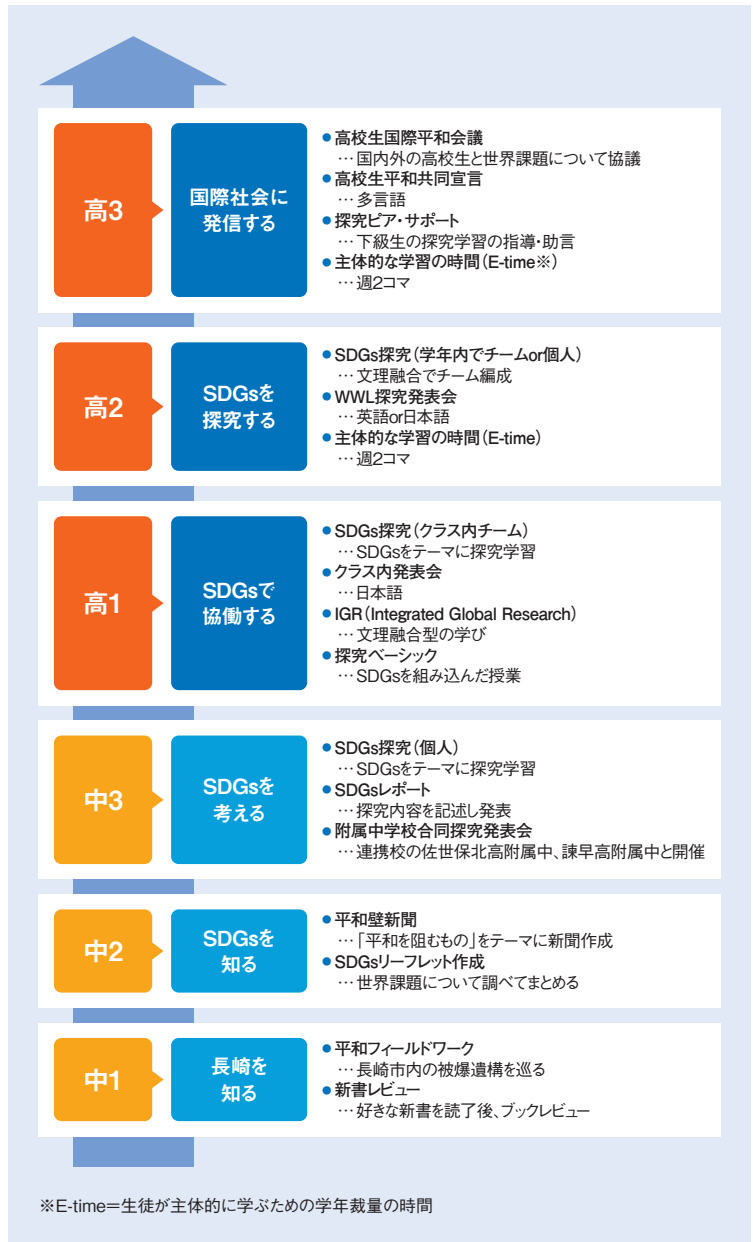 高3
国際社会に
発信する
●高校生国際平和会議
…国内外の高校生と世界課題について協議
●高校生平和共同宣言
…多言語
●探究ピア・サポート
…下級生の探究学習の指導・助言
●主体的な学習の時間（E-time※）
…週2コマ
高2
SDGsを
探究する
●SDGs探究（学年内でチームor個人）
…文理融合でチーム編成
●WWL探究発表会
…英語or日本語
●主体的な学習の時間（E-time）
…週2コマ
高1
SDGsで
協働する
●SDGs探究（クラス内チーム）
…SDGsをテーマに探究学習
●クラス内発表会
…日本語
●IGR（Integrated Global Research）
…文理融合型の学び
●探究ベーシック
…SDGsを組み込んだ授業
中3
SDGsを
考える
●SDGs探究（個人）
…SDGsをテーマに探究学習
●SDGsレポート
…探究内容を記述し発表
●附属中学校合同探究発表会
…連携校の佐世保北高附属中、諫早高附属中と開催
中2
SDGsを
知る
●平和壁新聞
…「平和を阻むもの」をテーマに新聞作成
●SDGsリーフレット作成
…世界課題について調べてまとめる
中1
長崎を
知る
●平和フィールドワーク
…長崎市内の被爆遺構を巡る
●新書レビュー
…好きな新書を読了後、ブックレビュー
※E-time＝生徒が主体的に学ぶための学年裁量の時間